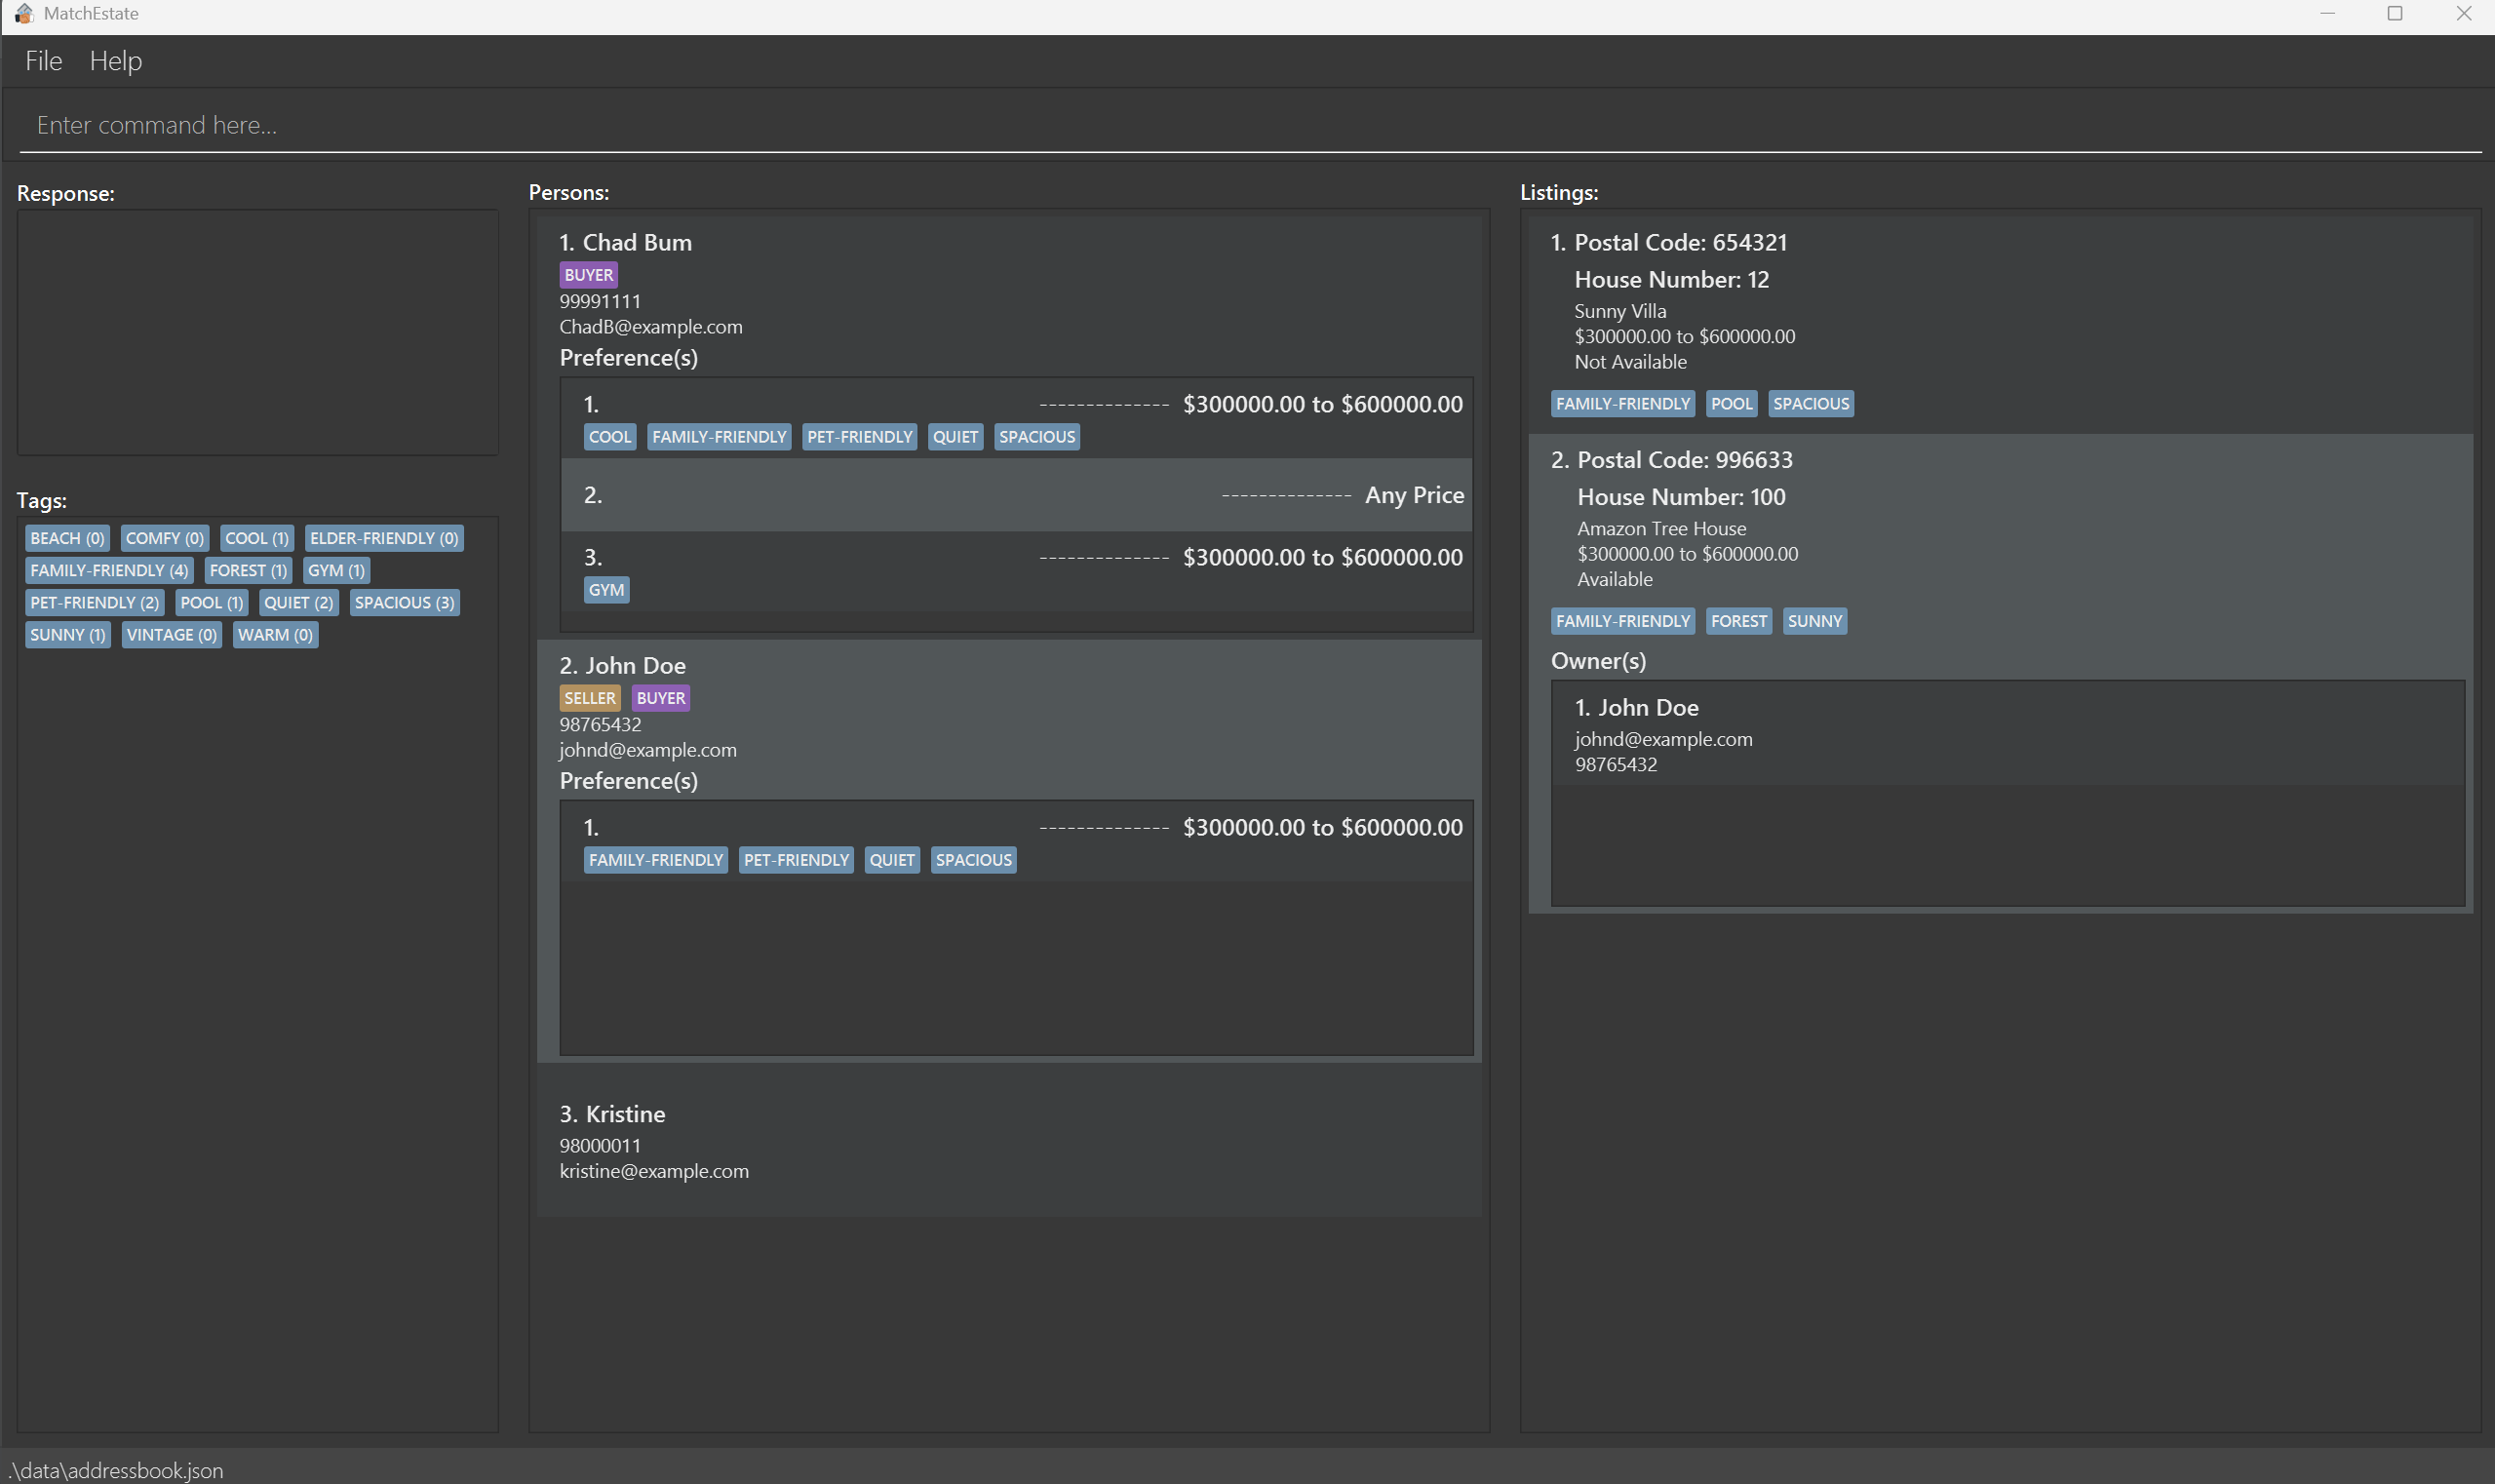 MatchEstate
File Help
Enter command here...
Response:
Tags:
BEACH (0) COMFY (0) COOL (1) ELDER-FRIENDLY (0)
FAMILY-FRIENDLY (4) FOREST (1) GYM (1)
PET-FRIENDLY (2) POOL (1) QUIET (2) SPACIOUS (3)
SUNNY (1) VINTAGE (0) WARM (0)
Persons:
1. Chad Bum
BUYER
99991111
ChadB@example.com
Preference(s)
1. -------------- $300000.00 to $600000.00
COOL FAMILY-FRIENDLY PET-FRIENDLY QUIET SPACIOUS
2. -------------- Any Price
3. -------------- $300000.00 to $600000.00
GYM
2. John Doe
SELLER BUYER
98765432
johnd@example.com
Preference(s)
1. -------------- $300000.00 to $600000.00
FAMILY-FRIENDLY PET-FRIENDLY QUIET SPACIOUS
3. Kristine
98000011
kristine@example.com
Listings:
1. Postal Code: 654321
House Number: 12
Sunny Villa
$300000.00 to $600000.00
Not Available
FAMILY-FRIENDLY POOL SPACIOUS
2. Postal Code: 996633
House Number: 100
Amazon Tree House
$300000.00 to $600000.00
Available
FAMILY-FRIENDLY FOREST SUNNY
Owner(s)
1. John Doe
johnd@example.com
98765432
.\data\addressbook.json